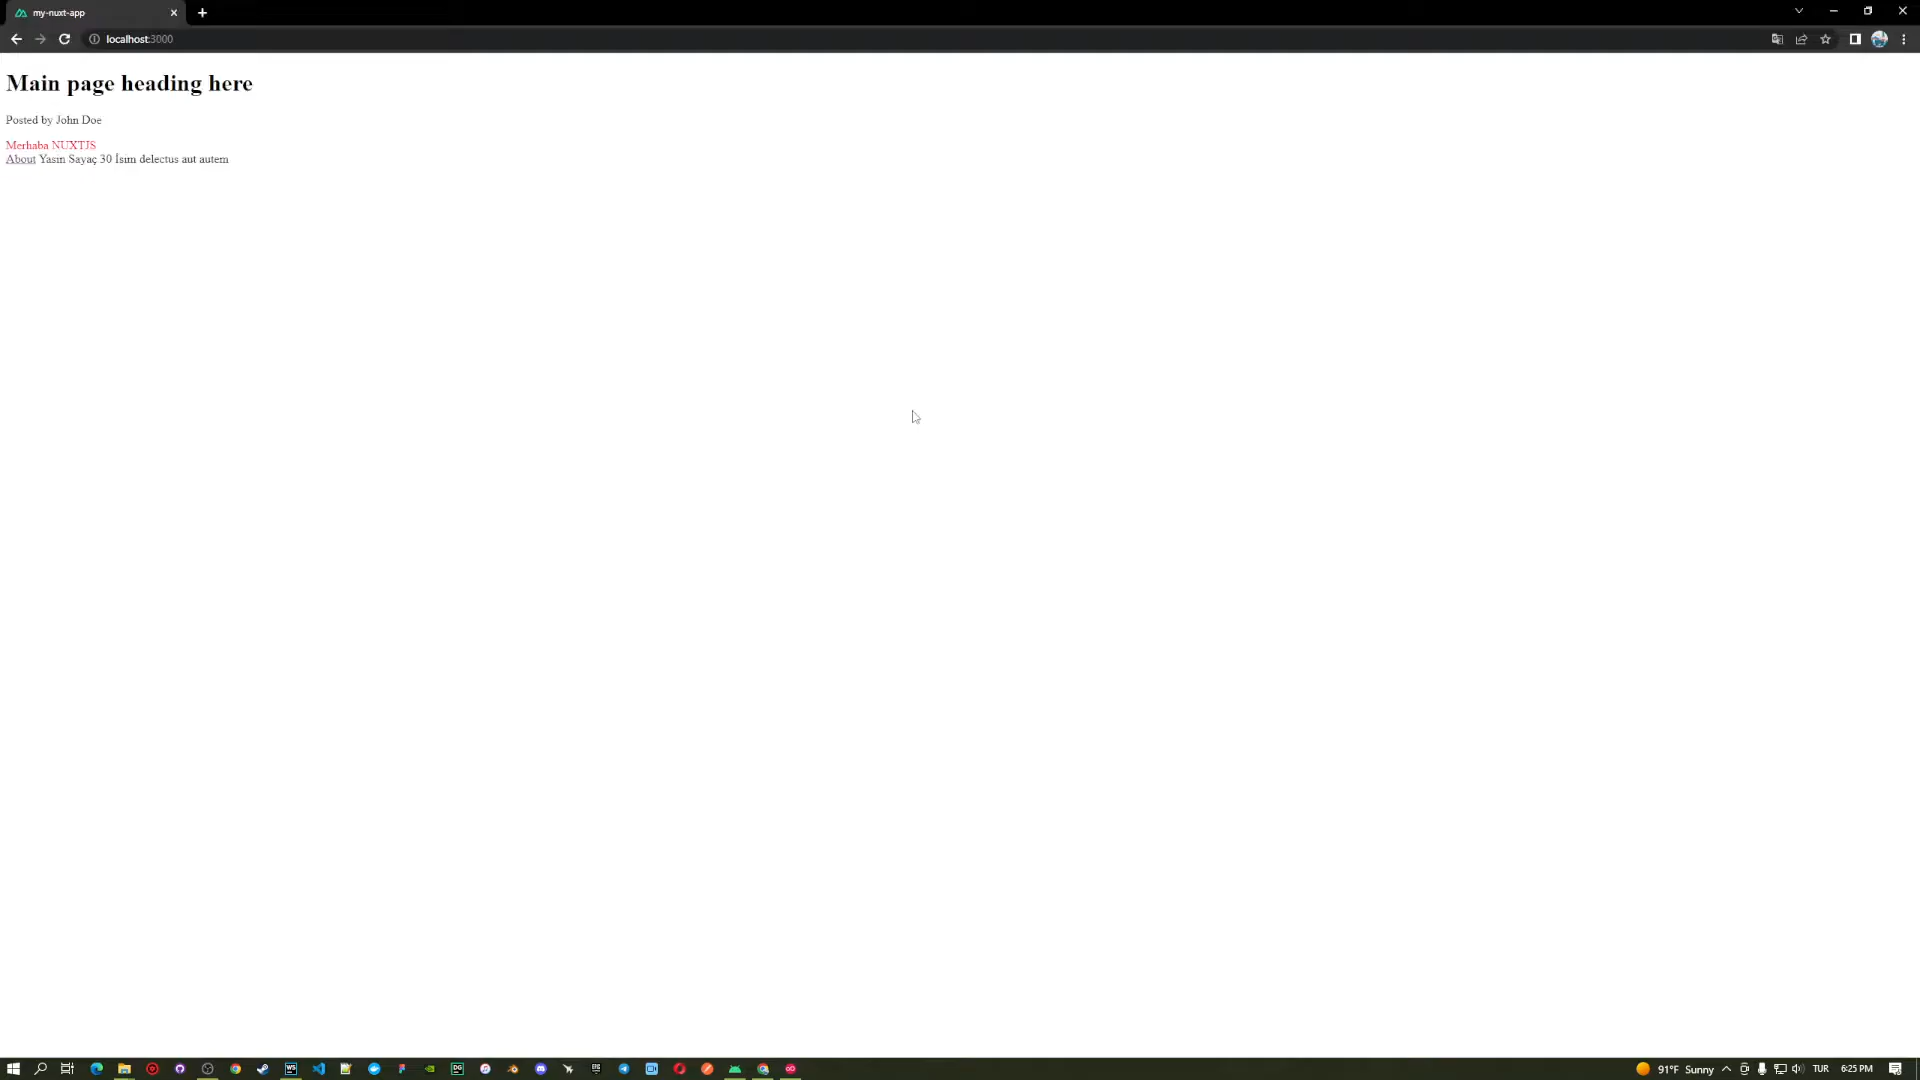 my-nuxt-app
localhost:3000
Main page heading here
Posted by John Doe
Merhaba NUXTJS
About Yasin Sayaç 30 İsim delectus aut autem
91°F Sunny
TUR
6:25 PM